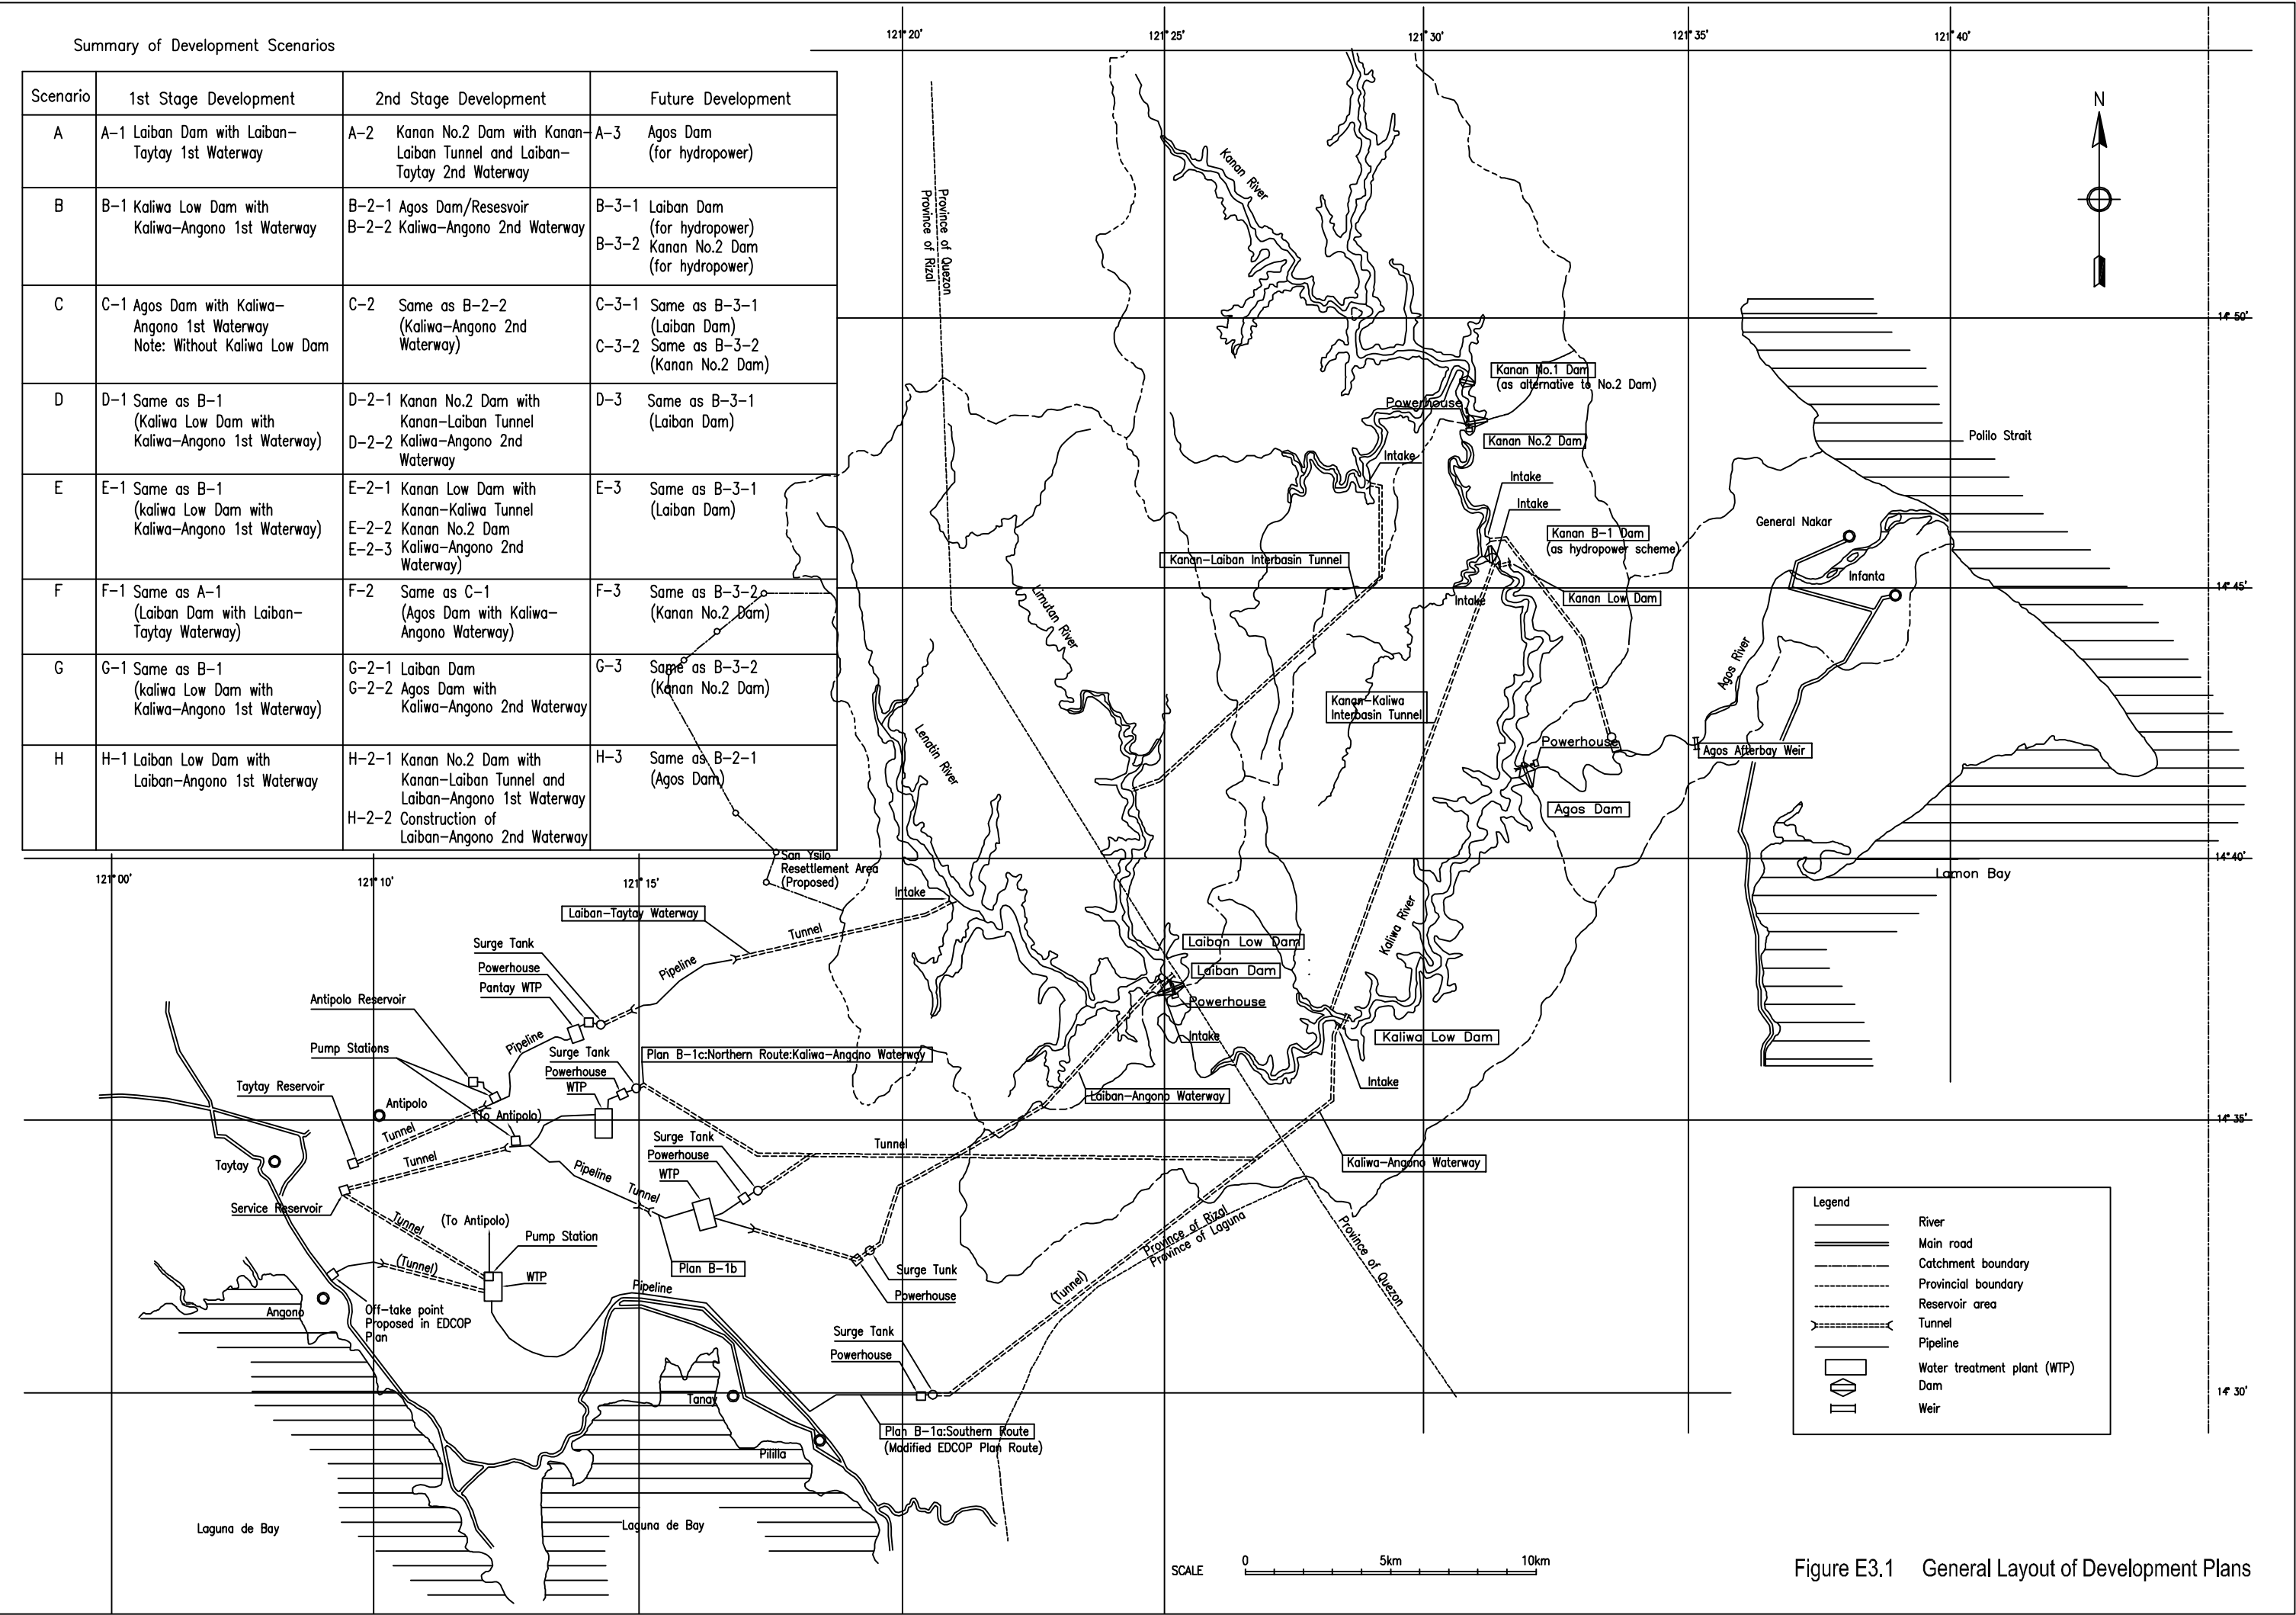 Summary of Development Scenarios
Scenario
1st Stage Development
2nd Stage Development
Future Development
A
A-1 Laiban Dam with Laiban-
Taytay 1st Waterway
A-2 Kanan No.2 Dam with Kanan-
Laiban Tunnel and Laiban-
Taytay 2nd Waterway
A-3 Agos Dam
(for hydropower)
B
B-1 Kaliwa Low Dam with
Kaliwa-Angono 1st Waterway
B-2-1 Agos Dam/Resesvoir
B-2-2 Kaliwa-Angono 2nd Waterway
B-3-1 Laiban Dam
(for hydropower)
B-3-2 Kanan No.2 Dam
(for hydropower)
C
C-1 Agos Dam with Kaliwa-
Angono 1st Waterway
Note: Without Kaliwa Low Dam
C-2 Same as B-2-2
(Kaliwa-Angono 2nd
Waterway)
C-3-1 Same as B-3-1
(Laiban Dam)
C-3-2 Same as B-3-2
(Kanan No.2 Dam)
D
D-1 Same as B-1
(Kaliwa Low Dam with
Kaliwa-Angono 1st Waterway)
D-2-1 Kanan No.2 Dam with
Kanan-Laiban Tunnel
D-2-2 Kaliwa-Angono 2nd
Waterway
D-3 Same as B-3-1
(Laiban Dam)
E
E-1 Same as B-1
(kaliwa Low Dam with
Kaliwa-Angono 1st Waterway)
E-2-1 Kanan Low Dam with
Kanan-Kaliwa Tunnel
E-2-2 Kanan No.2 Dam
E-2-3 Kaliwa-Angono 2nd
Waterway)
E-3 Same as B-3-1
(Laiban Dam)
F
F-1 Same as A-1
(Laiban Dam with Laiban-
Taytay Waterway)
F-2 Same as C-1
(Agos Dam with Kaliwa-
Angono Waterway)
F-3 Same as B-3-2
(Kanan No.2 Dam)
G
G-1 Same as B-1
(kaliwa Low Dam with
Kaliwa-Angono 1st Waterway)
G-2-1 Laiban Dam
G-2-2 Agos Dam with
Kaliwa-Angono 2nd Waterway
G-3 Same as B-3-2
(Kanan No.2 Dam)
H
H-1 Laiban Low Dam with
Laiban-Angono 1st Waterway
H-2-1 Kanan No.2 Dam with
Kanan-Laiban Tunnel and
Laiban-Angono 1st Waterway
H-2-2 Construction of
Laiban-Angono 2nd Waterway
H-3 Same as B-2-1
(Agos Dam)
121° 20'
121° 25'
121° 30'
121° 35'
121° 40'
N
Kanan River
Province of Quezon
Province of Rizal
14° 50'
Kanan No.1 Dam
(as alternative to No.2 Dam)
Powerhouse
Kanan No.2 Dam
Polilo Strait
Intake
Intake
Intake
General Nakar
Kanan B-1 Dam
(as hydropower scheme)
Kanan-Laiban Interbasin Tunnel
Infanta
14° 45'
Intake
Kanan Low Dam
Limutan River
Agos River
Kanan-Kaliwa
Interbasin Tunnel
Lenatin River
Powerhouse
Agos Afterbay Weir
Agos Dam
14° 40'
San Ysilo
Resettlement Area
(Proposed)
Lamon Bay
121° 00'
121° 10'
121° 15'
Intake
Laiban-Taytay Waterway
Tunnel
Kaliwa River
Surge Tank
Laiban Low Dam
Powerhouse
Pipeline
Laiban Dam
Pantay WTP
Antipolo Reservoir
Powerhouse
Intake
Kaliwa Low Dam
Pipeline
Pump Stations
Surge Tank
Plan B-1c:Northern Route:Kaliwa-Angono Waterway
Powerhouse
Intake
Taytay Reservoir
WTP
Laiban-Angono Waterway
Antipolo
(To Antipolo)
14° 35'
Tunnel
Surge Tank
Tunnel
Tunnel
Powerhouse
Taytay
Pipeline
WTP
Kaliwa-Angono Waterway
Tunnel
Service Reservoir
Tunnel
(To Antipolo)
Pump Station
Province of Rizal
Province of Laguna
Province of Quezon
(Tunnel)
WTP
Plan B-1b
Surge Tunk
Powerhouse
Pipeline
(Tunnel)
Angono
Off-take point
Proposed in EDCOP
Plan
Surge Tank
Powerhouse
14° 30'
Tanay
Plan B-1a:Southern Route
(Modified EDCOP Plan Route)
Pililla
Laguna de Bay
Laguna de Bay
Legend
River
Main road
Catchment boundary
Provincial boundary
Reservoir area
Tunnel
Pipeline
Water treatment plant (WTP)
Dam
Weir
SCALE
0 5km 10km
Figure E3.1 General Layout of Development Plans